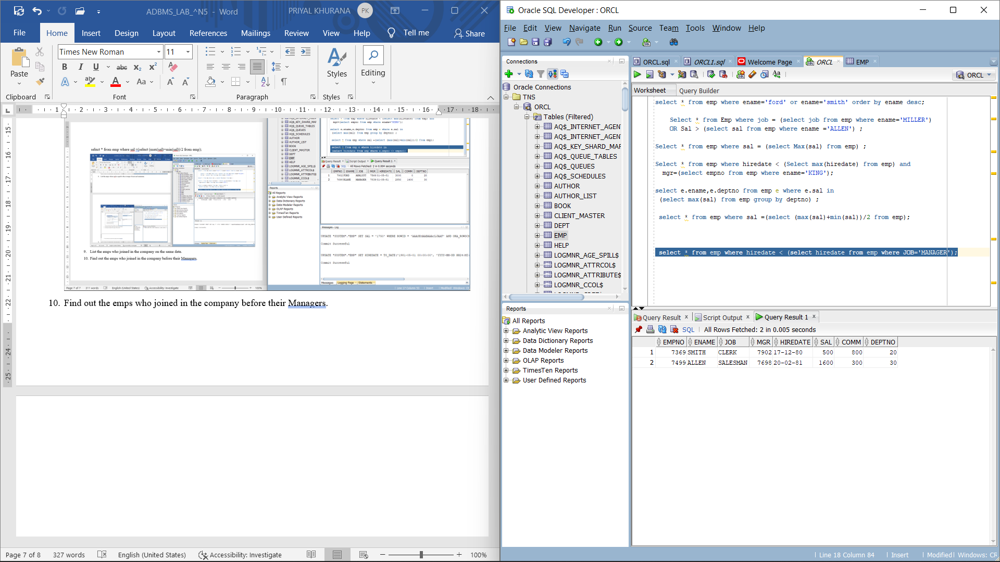 ADBMS_LAB_^N5 - Word
PRIYAL KHURANA
PK
File
Home
Insert
Design
Layout
References
Mailings
Review
View
Help
Tell me
Share
Paste
Times New Roman
11
Styles
Editing
Clipboard
Font
Paragraph
Styles
select * from emp where sal =(select (max(sal)+min(sal))/2 from emp);
9. List the emps who joined in the company on the same date.
10. Find out the emps who joined in the company before their Managers.
10. Find out the emps who joined in the company before their Managers.
Page 7 of 8
327 words
English (United States)
Accessibility: Investigate
100%
Oracle SQL Developer : ORCL
File Edit View Navigate Run Source Team Tools Window Help
Connections
Oracle Connections
TNS
ORCL
Tables (Filtered)
AQ$_INTERNET_AGEN
AQ$_INTERNET_AGEN
AQ$_KEY_SHARD_MAP
AQ$_QUEUE_TABLES
AQ$_QUEUES
AQ$_SCHEDULES
AUTHOR
AUTHOR_LIST
BOOK
CLIENT_MASTER
DEPT
EMP
HELP
LOGMNR_AGE_SPILL$
LOGMNR_ATTRCOL$
LOGMNR_ATTRIBUTE$
LOGMNR_CCOL$
Reports
All Reports
Analytic View Reports
Data Dictionary Reports
Data Modeler Reports
OLAP Reports
TimesTen Reports
User Defined Reports
ORCL.sql
ORCL1.sql
Welcome Page
ORCL
EMP
ORCL
Worksheet
Query Builder
select * from emp where ename='ford' or ename='smith' order by ename desc;
Select * from Emp where job = (select job from emp where ename='MILLER')
OR Sal > (select sal from emp where ename ='ALLEN') ;
Select * from emp where sal = (select Max(sal) from emp) ;
Select * from emp where hiredate < (Select max(hiredate) from emp) and
mgr=(select empno from emp where ename='KING');
select e.ename,e.deptno from emp e where e.sal in
(select max(sal) from emp group by deptno) ;
select * from emp where sal =(select (max(sal)+min(sal))/2 from emp);
select * from emp where hiredate < (select hiredate from emp where JOB='MANAGER');
Query Result
Script Output
Query Result 1
SQL
All Rows Fetched: 2 in 0.005 seconds
EMPNO ENAME JOB MGR HIREDATE SAL COMM DEPTNO
1 7369 SMITH CLERK 7902 17-12-80 500 800 20
2 7499 ALLEN SALESMAN 7698 20-02-81 1600 300 30
Line 18 Column 84
Insert
Modified
Windows: CR